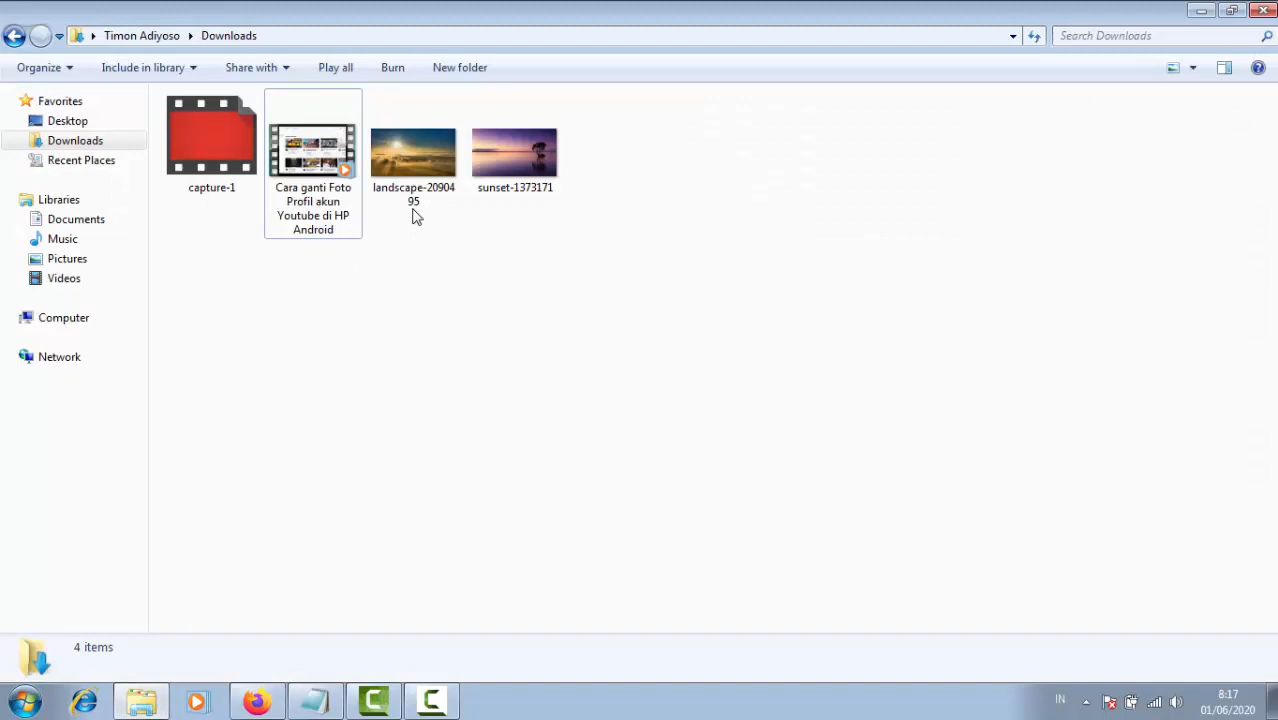 Timon Adiyoso Downloads
Search Downloads
Organize Include in library Share with Play all Burn New folder
Favorites
Desktop
Downloads
Recent Places
Libraries
Documents
Music
Pictures
Videos
Computer
Network
capture-1
Cara ganti Foto
Profil akun
Youtube di HP
Android
landscape-20904
95
sunset-1373171
4 items
IN
8:17
01/06/2020